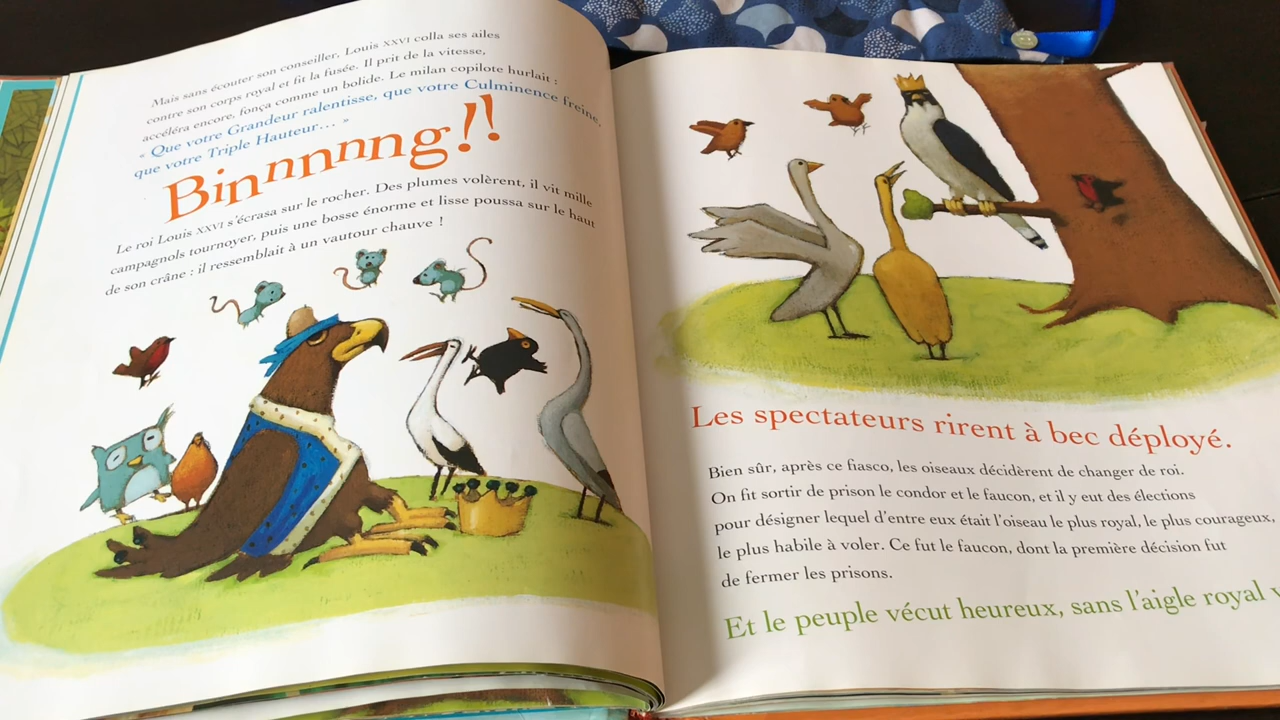 Mais sans écouter son conseiller, Louis XXVI colla ses ailes
contre son corps royal et fit la fusée. Il prit de la vitesse,
accéléra encore, fonça comme un bolide. Le milan copilote hurlait :
« Que votre Grandeur ralentisse, que votre Culminence freine,
que votre Triple Hauteur... »
Binnnnng!!
Le roi Louis XXVI s'écrasa sur le rocher. Des plumes volèrent, il vit mille
campagnols tournoyer, puis une bosse énorme et lisse poussa sur le haut
de son crâne : il ressemblait à un vautour chauve !
Les spectateurs rirent à bec déployé.
Bien sûr, après ce fiasco, les oiseaux décidèrent de changer de roi.
On fit sortir de prison le condor et le faucon, et il y eut des élections
pour désigner lequel d'entre eux était l'oiseau le plus royal, le plus courageux,
le plus habile à voler. Ce fut le faucon, dont la première décision fut
de fermer les prisons.
Et le peuple vécut heureux, sans l'aigle royal